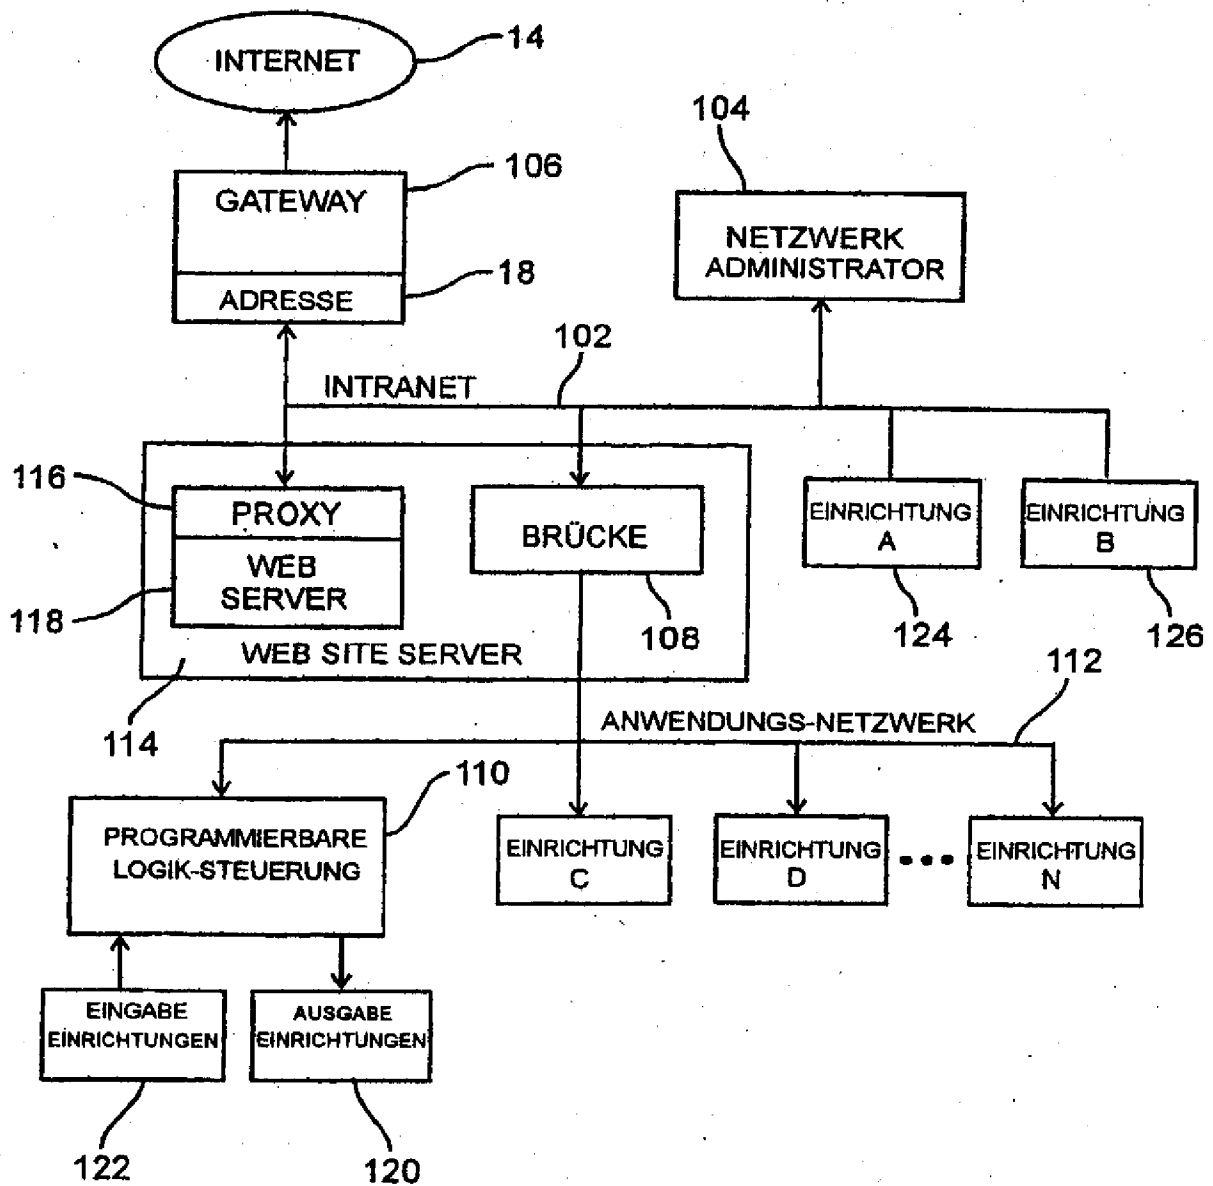 INTERNET
14
104
GATEWAY
106
NETZWERK
ADMINISTRATOR
ADRESSE
18
102
INTRANET
116
PROXY
WEB
SERVER
118
BRÜCKE
108
EINRICHTUNG
A
124
EINRICHTUNG
B
126
WEB SITE SERVER
114
ANWENDUNGS-NETZWERK
112
110
PROGRAMMIERBARE
LOGIK-STEUERUNG
EINRICHTUNG
C
EINRICHTUNG
D
EINRICHTUNG
N
EINGABE
EINRICHTUNGEN
AUSGABE
EINRICHTUNGEN
122
120